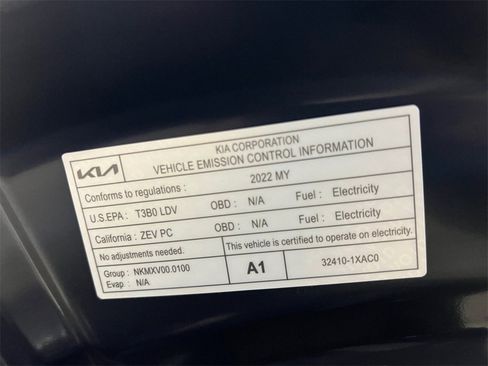 KIA CORPORATION
KIA VEHICLE EMISSION CONTROL INFORMATION
Conforms to regulations : 2022 MY
U.S.EPA : T3B0 LDV OBD : N/A Fuel : Electricity
California : ZEV PC OBD : N/A Fuel : Electricity
No adjustments needed. This vehicle is certified to operate on electricity.
Group : NKMXV00.0100 A1 32410-1XAC0
Evap : N/A